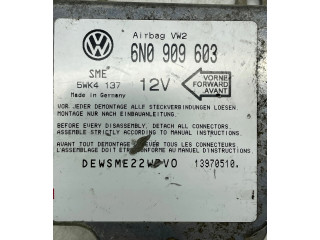 Airbag VW2
6N0 909 603
SME
5WK4 137
12V
VORNE
FORWARD
AVANT
Made in Germany
VOR JEDER DEMONTAGE ALLE STECKVERBINDUNGEN LOESEN
MONTAGE NUR NACH EINBAUANLEITUNG.
BEFORE EVERY DISASSEMBLY, DETACH ALL CONNECTORS
ASSEMBLE STRICTLY ACCORDING TO MANUAL INSTRUCTIONS
AVANT TOUT DEMONTAGE DEFAIRE TOUS LES CONNECTEURS
L'ASSEMBLAGE DOIT ETRE CONFORME AU MANUEL D'INSTRUCTIONS
13970510.